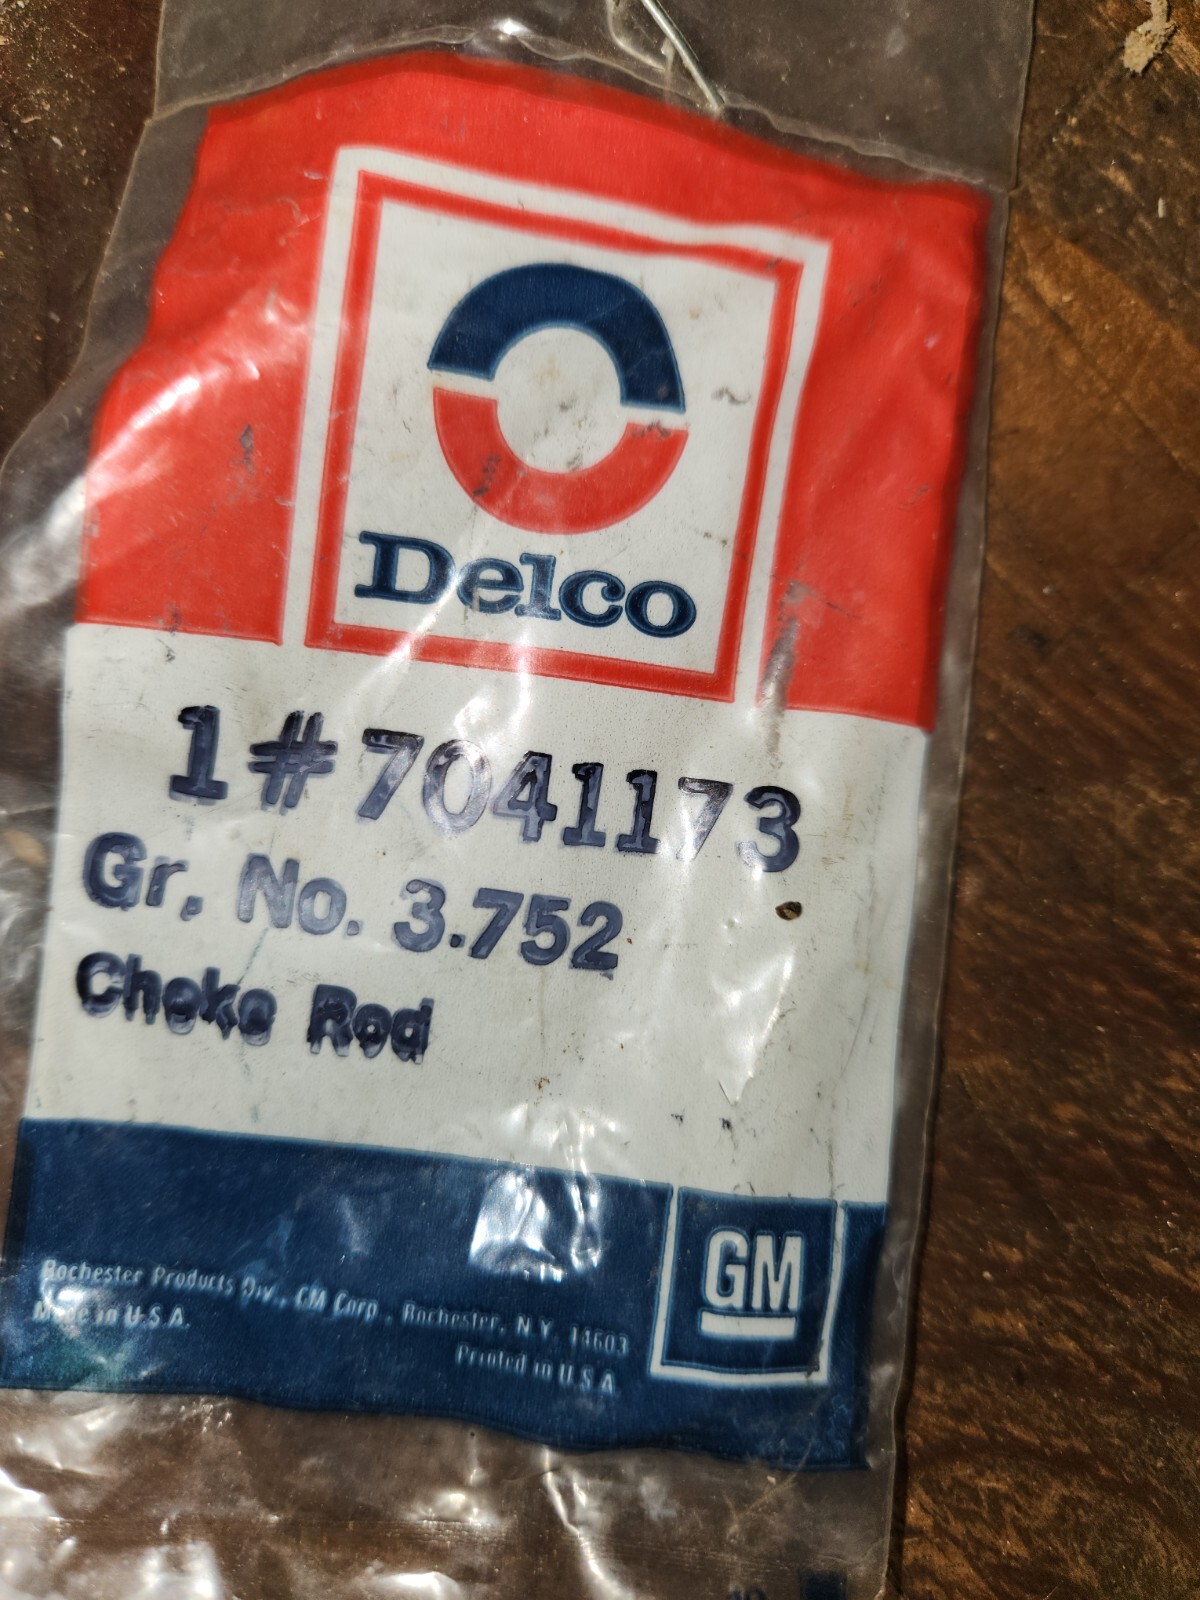 Delco
1#7041173
Gr. No. 3.752
Choke Rod
GM
Rochester Products Div., GM Corp., Rochester, N.Y. 14603
Made in U.S.A.
Printed in U.S.A.